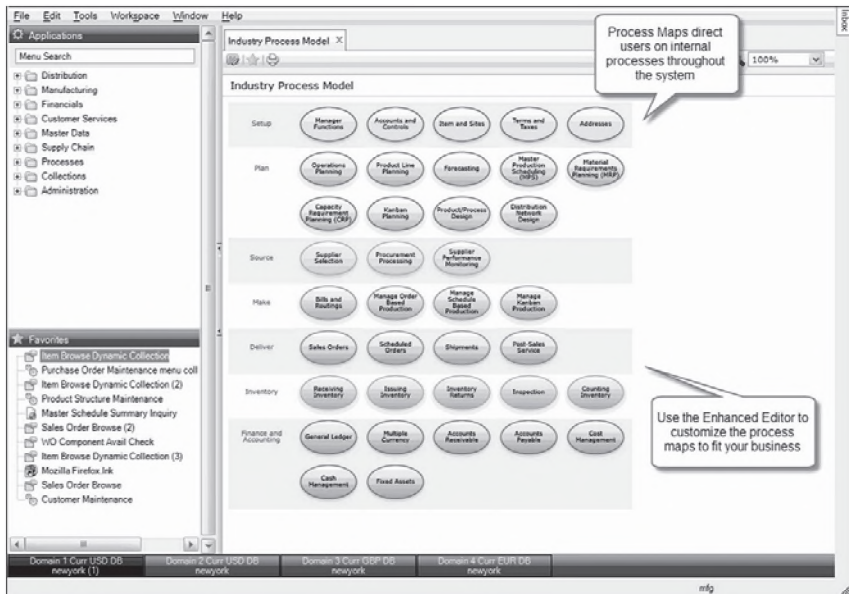 File Edit Tools Workspace Window Help
Inbox
Applications
Menu Search
Distribution
Manufacturing
Financials
Customer Services
Master Data
Supply Chain
Processes
Collections
Administration
Favorites
Item Browse Dynamic Collection
Purchase Order Maintenance menu coll
Item Browse Dynamic Collection (2)
Product Structure Maintenance
Master Schedule Summary Inquiry
Sales Order Browse (2)
WO Component Avail Check
Item Browse Dynamic Collection (3)
Mozilla Firefox.lnk
Sales Order Browse
Customer Maintenance
Industry Process Model X
100%
Process Maps direct
users on internal
processes throughout
the system
Industry Process Model
Setup
Manager
Functions
Accounts and
Controls
Item and Sites
Terms and
Taxes
Addresses
Plan
Operations
Planning
Product Line
Planning
Forecasting
Master
Production
Scheduling
(MPS)
Material
Requirements
Planning (MRP)
Capacity
Requirement
Planning (CRP)
Kanban
Planning
Product/Process
Design
Distribution
Network
Design
Source
Supplier
Selection
Procurement
Processing
Supplier
Performance
Monitoring
Make
Bills and
Routings
Manage Order
Based
Production
Manage
Schedule
Based
Production
Manage
Kanban
Production
Deliver
Sales Orders
Scheduled
Orders
Shipments
Post-Sales
Service
Inventory
Receiving
Inventory
Issuing
Inventory
Inventory
Returns
Inspection
Counting
Inventory
Finance and
Accounting
General Ledger
Multiple
Currency
Accounts
Receivable
Accounts
Payable
Cost
Management
Cash
Management
Fixed Assets
Use the Enhanced Editor to
customize the process
maps to fit your business
Domain 1 Curr USD DB
newyork (1)
Domain 2 Curr USD DB
newyork
Domain 3 Curr GBP DB
newyork
Domain 4 Curr EUR DB
newyork
mfg